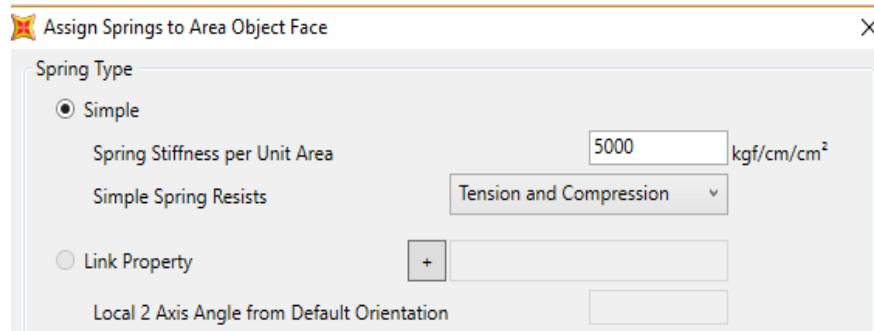 Assign Springs to Area Object Face
Spring Type
Simple
Spring Stiffness per Unit Area 5000 kgf/cm/cm²
Simple Spring Resists Tension and Compression
Link Property +
Local 2 Axis Angle from Default Orientation